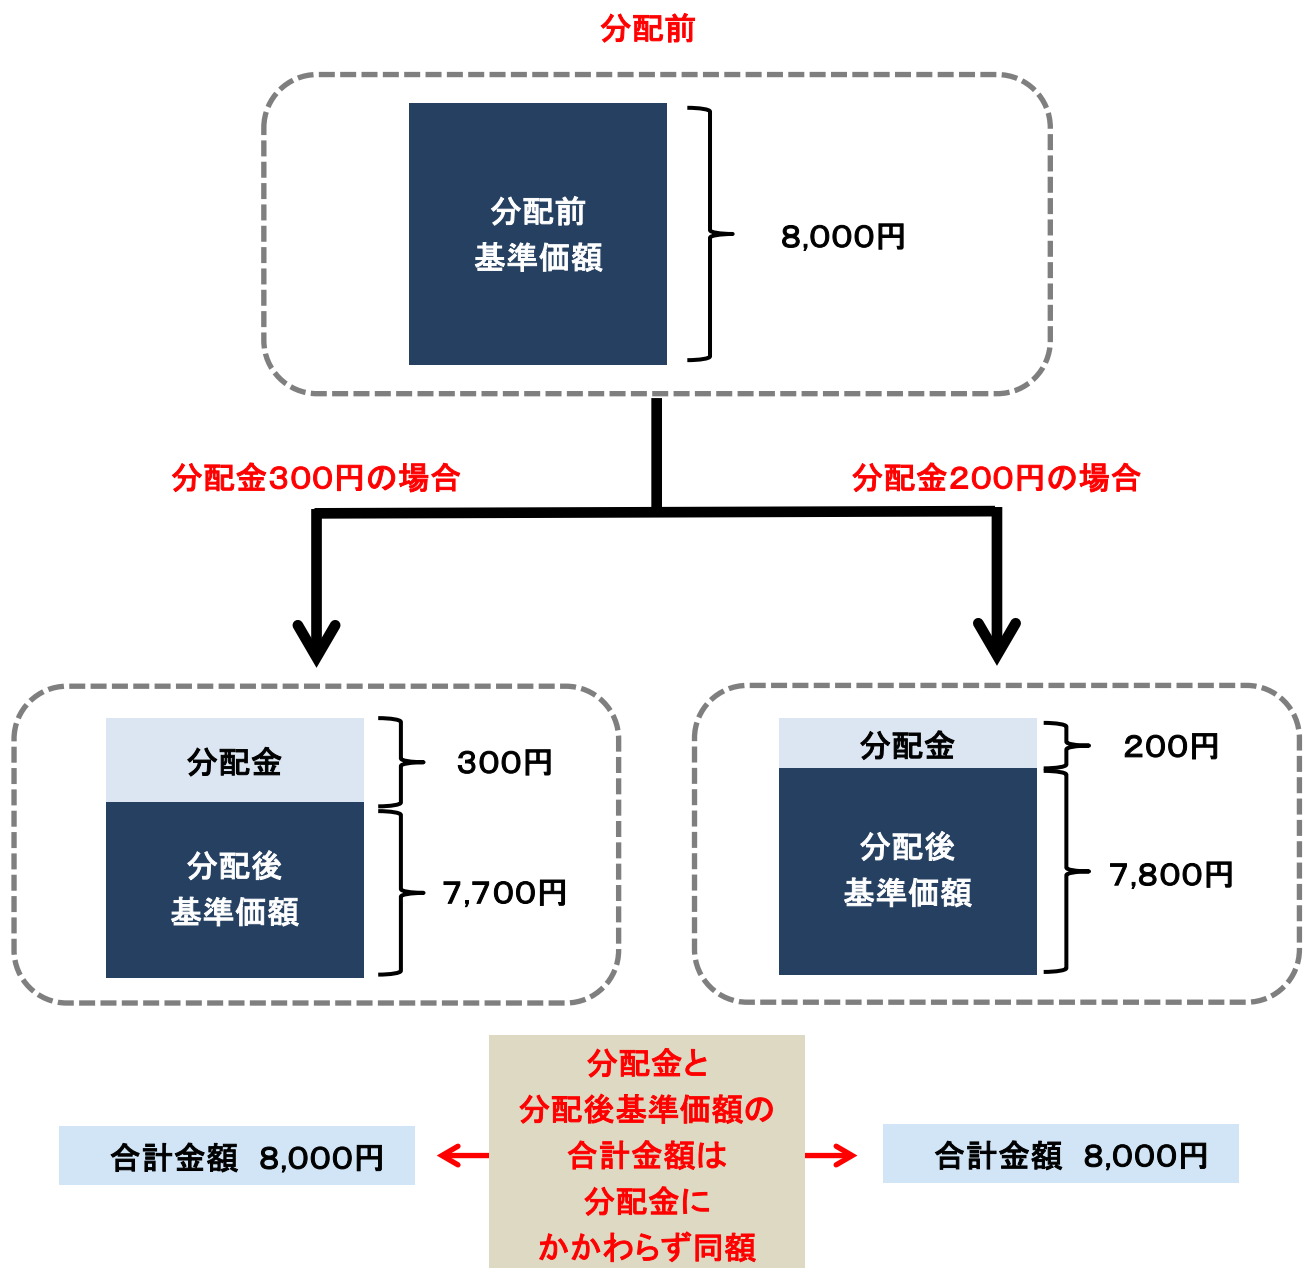 分配前
分配前
基準価額
8,000円
分配金300円の場合
分配金200円の場合
分配金
300円
分配後
基準価額
7,700円
分配金
200円
分配後
基準価額
7,800円
分配金と
分配後基準価額の
合計金額は
分配金に
かかわらず同額
合計金額 8,000円
合計金額 8,000円